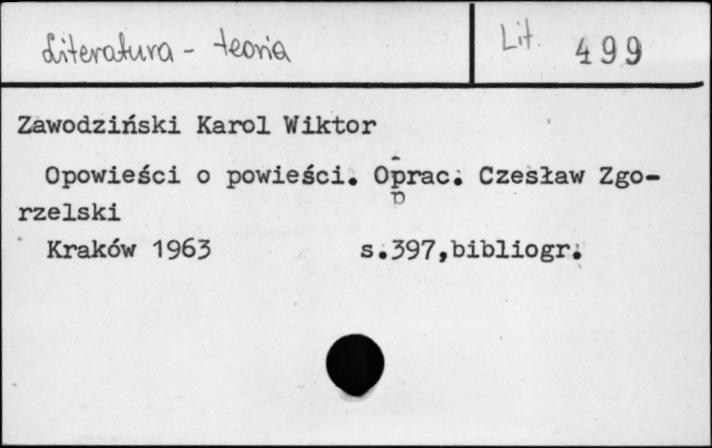 Literatura - teoria
Lit. 499
Zawodziński Karol Wiktor
Opowieści o powieści. Oprac. Czesław Zgo-
rzelski
Kraków 1963 s.397,bibliogr.